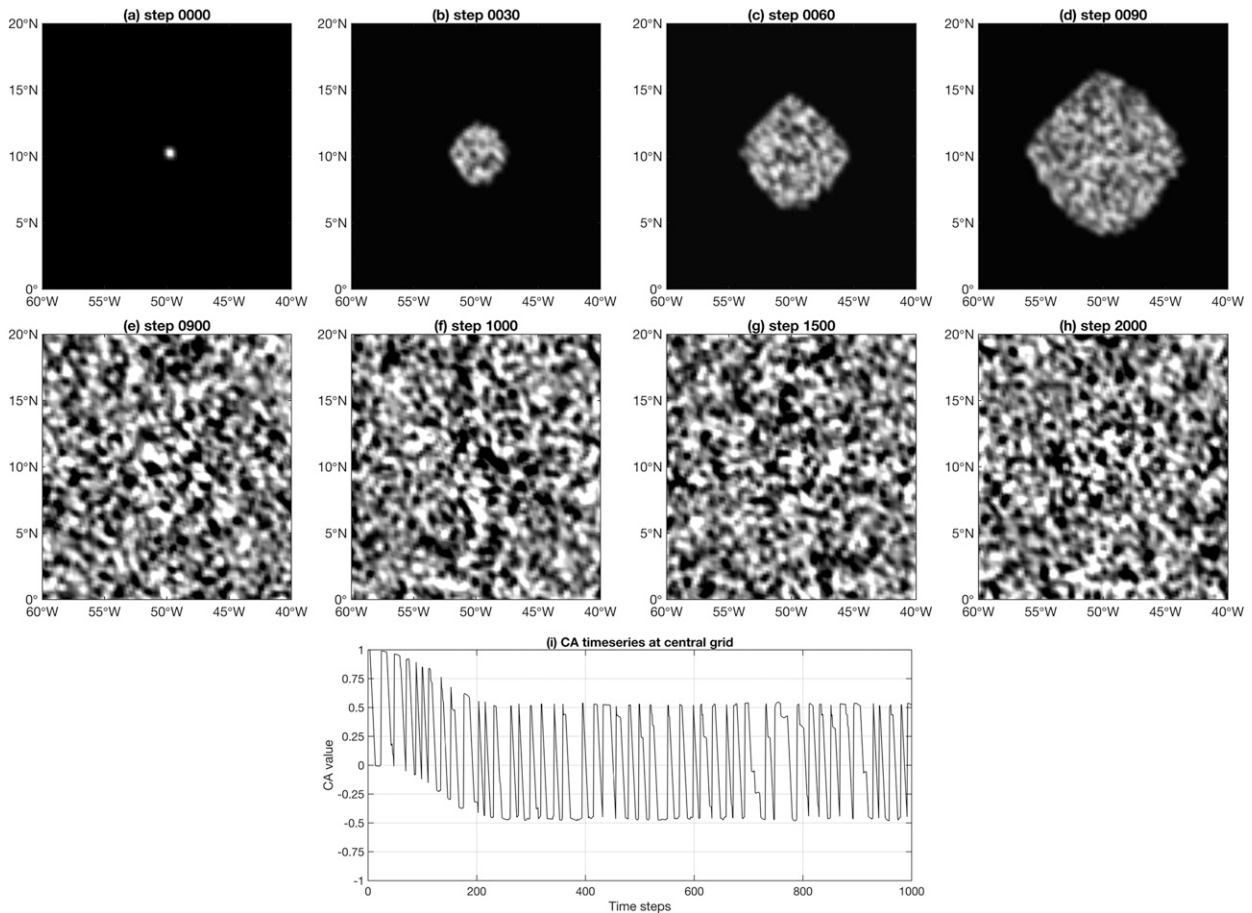 (a) step 0000
(b) step 0030
(c) step 0060
(d) step 0090
20°N
15°N
10°N
5°N
0°
60°W 55°W 50°W 45°W 40°W
20°N
15°N
10°N
5°N
0°
60°W 55°W 50°W 45°W 40°W
20°N
15°N
10°N
5°N
0°
60°W 55°W 50°W 45°W 40°W
20°N
15°N
10°N
5°N
0°
60°W 55°W 50°W 45°W 40°W
(e) step 0900
(f) step 1000
(g) step 1500
(h) step 2000
20°N
15°N
10°N
5°N
0°
60°W 55°W 50°W 45°W 40°W
20°N
15°N
10°N
5°N
0°
60°W 55°W 50°W 45°W 40°W
20°N
15°N
10°N
5°N
0°
60°W 55°W 50°W 45°W 40°W
20°N
15°N
10°N
5°N
0°
60°W 55°W 50°W 45°W 40°W
(i) CA timeseries at central grid
CA value
1
0.75
0.5
0.25
0
-0.25
-0.5
-0.75
-1
0 200 400 600 800 1000
Time steps